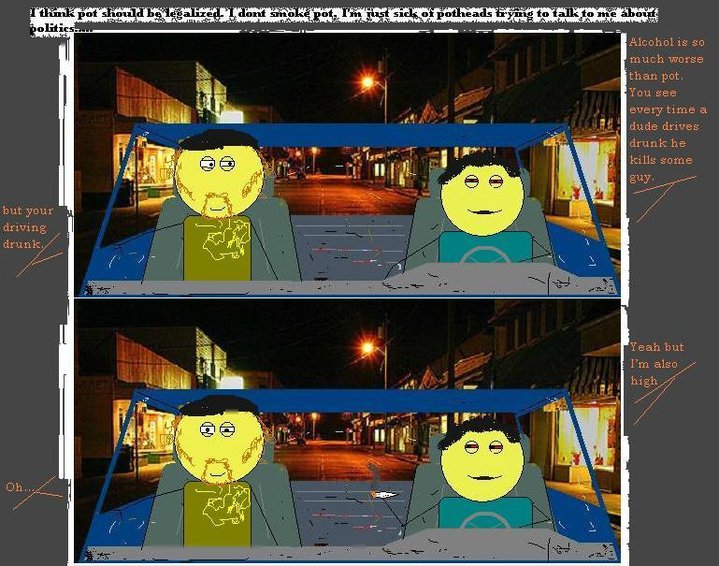 I think pot should be legalized. I dont smoke pot, I'm just sick of potheads trying to talk to me about
politics....
Alcohol is so
much worse
than pot.
You see
every time a
dude drives
drunk he
kills some
guy.
but your
driving
drunk.
Yeah but
I'm also
high
Oh...